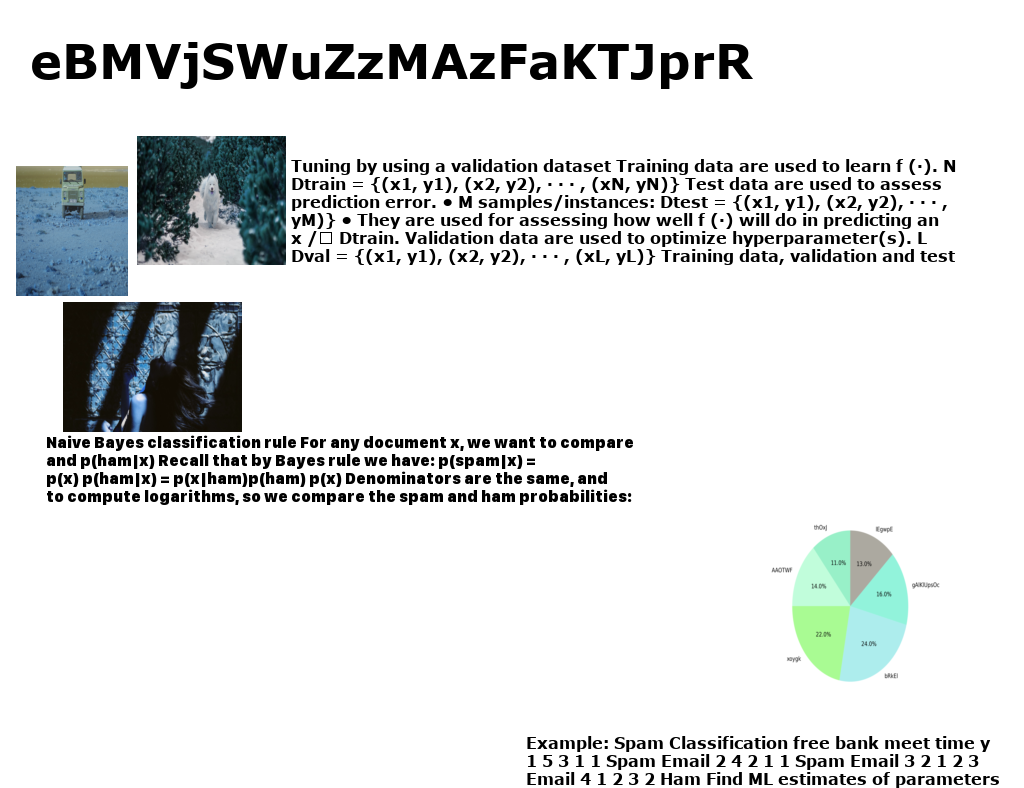 eBMVjSWuZzMAzFaKTJprR
Tuning by using a validation dataset Training data are used to learn f (·). N
Dtrain = {(x1, y1), (x2, y2), · · · , (xN, yN)} Test data are used to assess
prediction error. • M samples/instances: Dtest = {(x1, y1), (x2, y2), · · · ,
yM)} • They are used for assessing how well f (·) will do in predicting an
x /□ Dtrain. Validation data are used to optimize hyperparameter(s). L
Dval = {(x1, y1), (x2, y2), · · · , (xL, yL)} Training data, validation and test
Naive Bayes classification rule For any document x, we want to compare
and p(ham|x) Recall that by Bayes rule we have: p(spam|x) =
p(x) p(ham|x) = p(x|ham)p(ham) p(x) Denominators are the same, and
to compute logarithms, so we compare the spam and ham probabilities:
thOxJ
11.0%
13.0%
AAOTWF
14.0%
16.0%
22.0%
24.0%
xoygk
Example: Spam Classification free bank meet time y
1 5 3 1 1 Spam Email 2 4 2 1 1 Spam Email 3 2 1 2 3
Email 4 1 2 3 2 Ham Find ML estimates of parameters